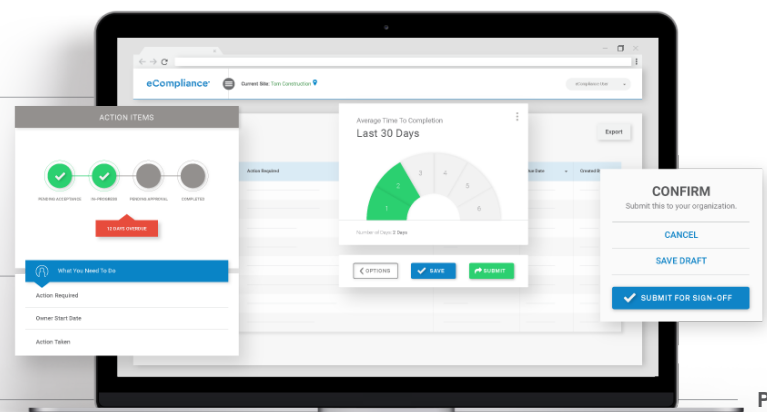 eCompliance
Current Site: Tom Construction
eCompliance Title
ACTION ITEMS
PENDING ACCEPTANCE
IN-PROGRESS
PENDING APPROVAL
COMPLETED
12 DAYS OVERDUE
What You Need To Do
Action Required
Owner Start Date
Action Taken
Export
Action Required
Due Date
Created B
Average Time To Completion
Last 30 Days
1
2
3
4
5
6
Number of Days: 2 Days
OPTIONS
SAVE
SUBMIT
CONFIRM
Submit this to your organization.
CANCEL
SAVE DRAFT
SUBMIT FOR SIGN-OFF
P